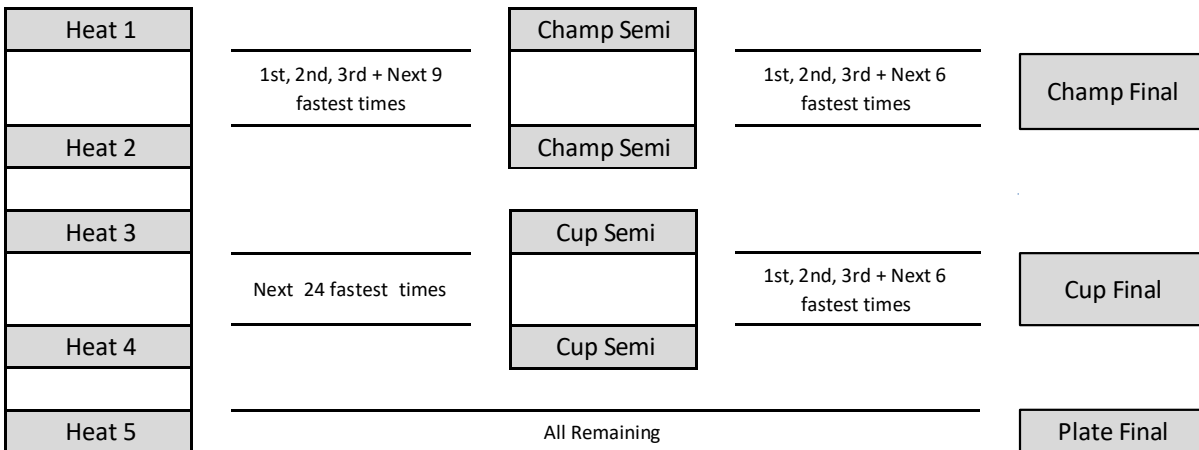 Heat 1
Champ Semi
1st, 2nd, 3rd + Next 9
fastest times
1st, 2nd, 3rd + Next 6
fastest times
Champ Final
Heat 2
Champ Semi
Heat 3
Cup Semi
Next 24 fastest times
1st, 2nd, 3rd + Next 6
fastest times
Cup Final
Heat 4
Cup Semi
Heat 5
All Remaining
Plate Final